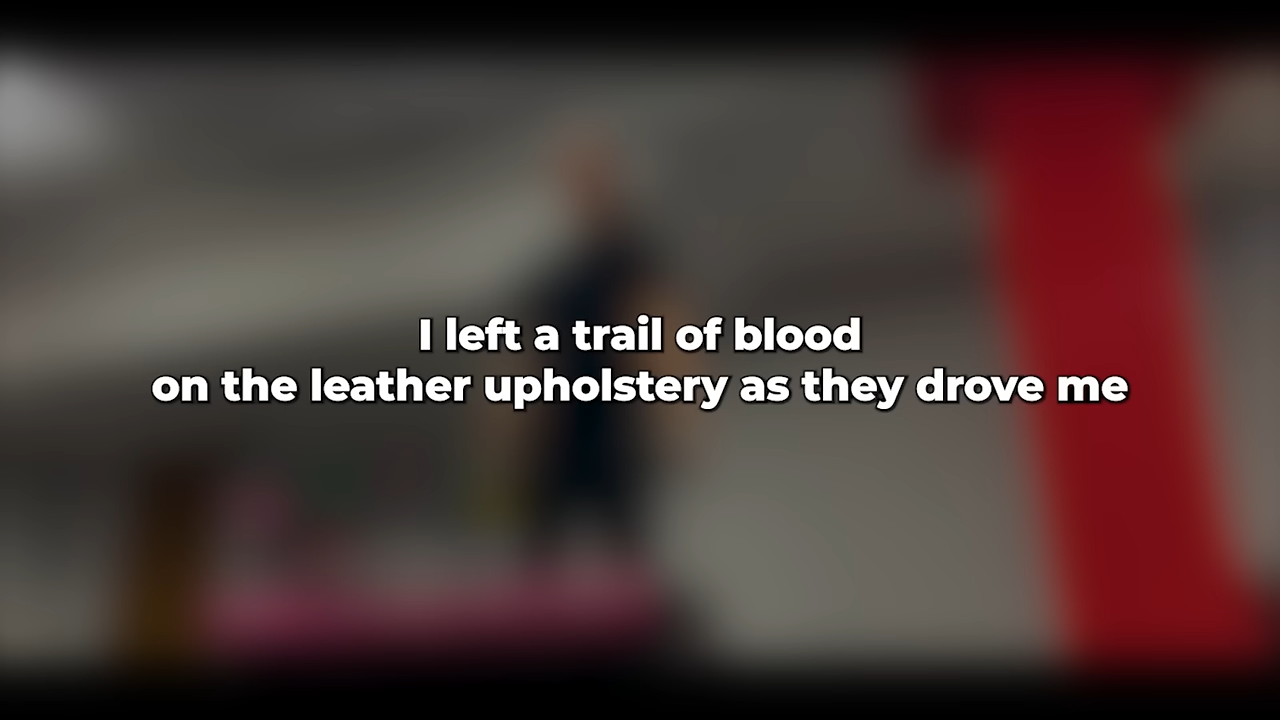 I left a trail of blood
on the leather upholstery as they drove me